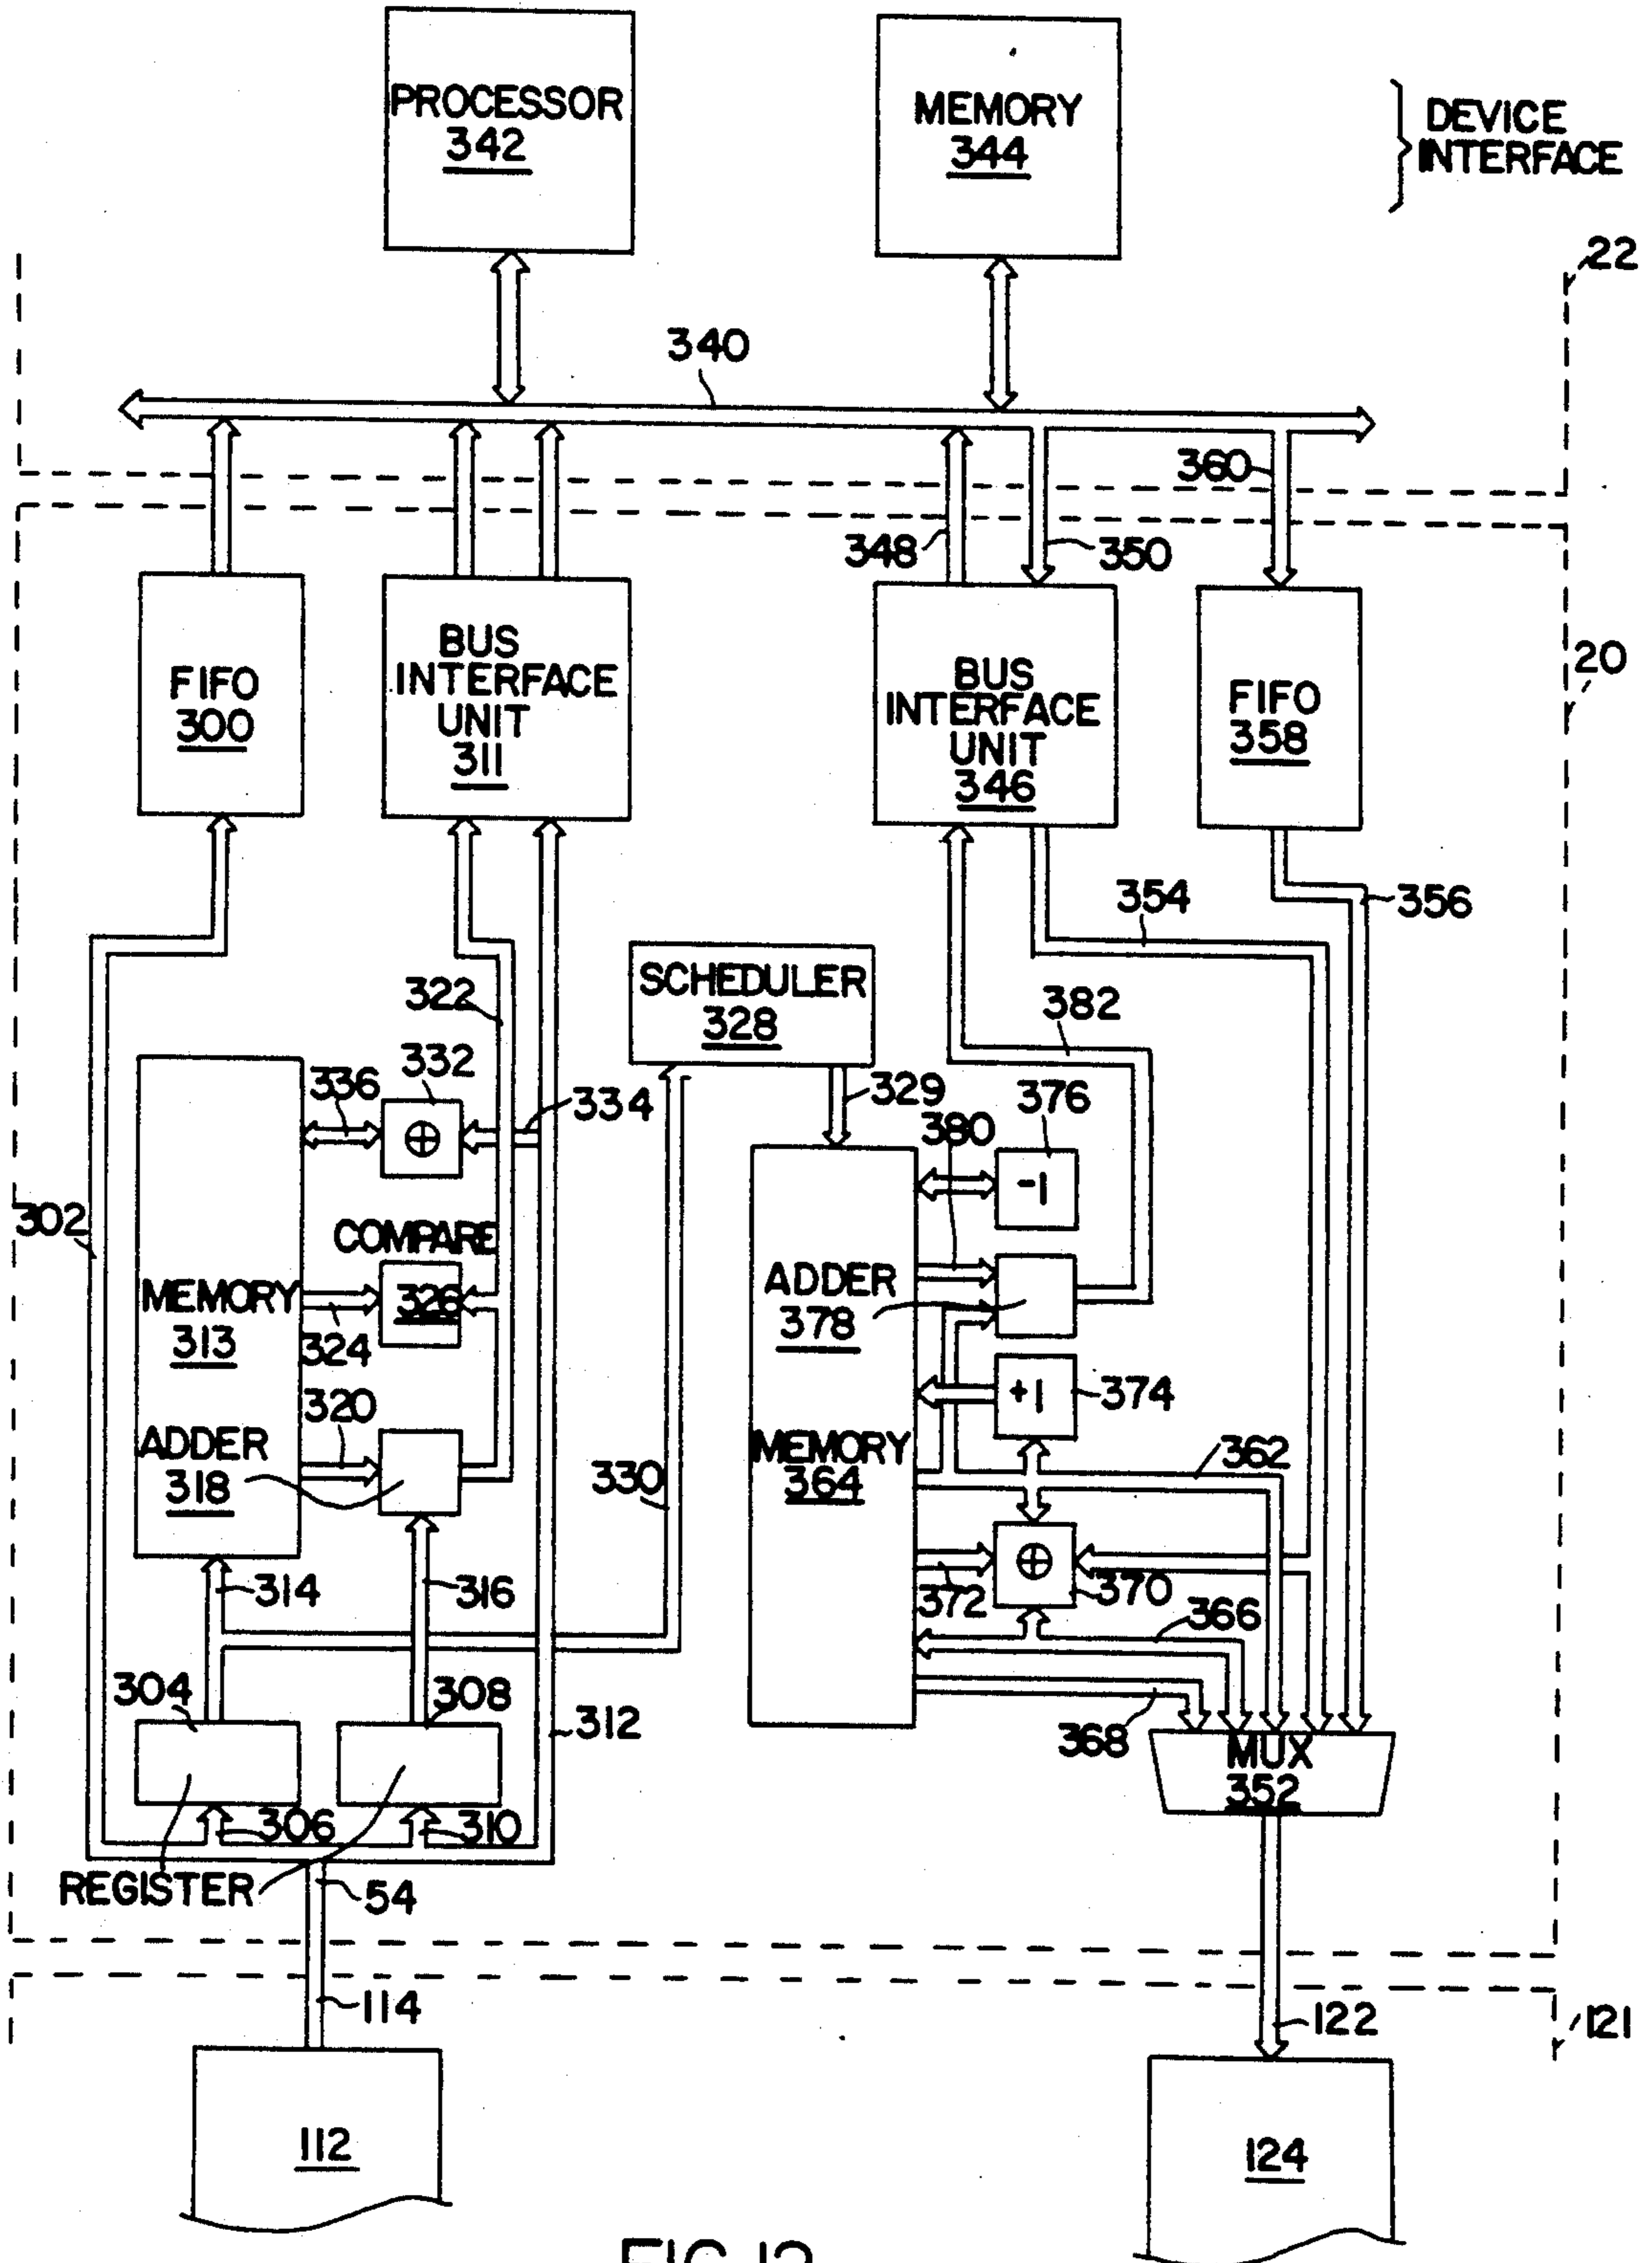 PROCESSOR
342
MEMORY
344
DEVICE
INTERFACE
22
340
360
348
350
20
FIFO
300
BUS
INTERFACE
UNIT
311
BUS
INTERFACE
UNIT
346
FIFO
358
356
354
SCHEDULER
328
322
382
332
336
334
329
376
380
-1
302
COMPARE
MEMORY
313
326
324
ADDER
378
+1
374
320
ADDER
318
330
MEMORY
364
362
314
316
372
370
366
304
308
312
368
MUX
352
306
310
REGISTER
54
114
122
121
112
124